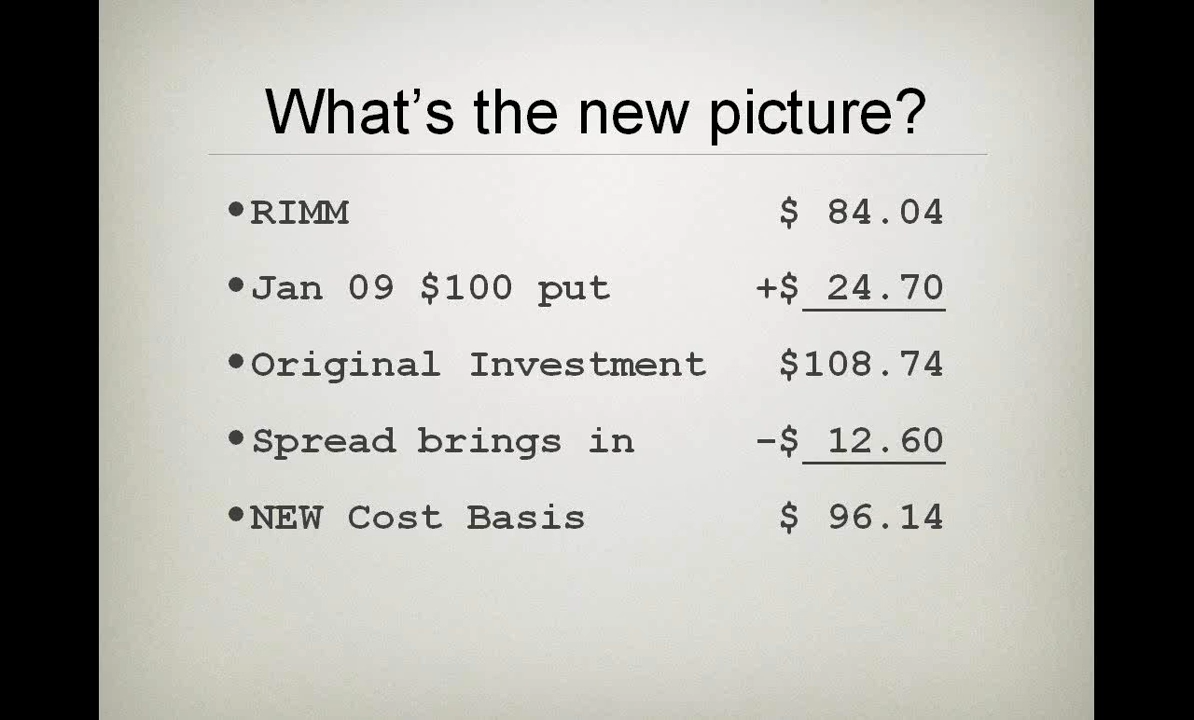 What's the new picture?
•RIMM $ 84.04
•Jan 09 $100 put +$ 24.70
•Original Investment $108.74
•Spread brings in -$ 12.60
•NEW Cost Basis $ 96.14